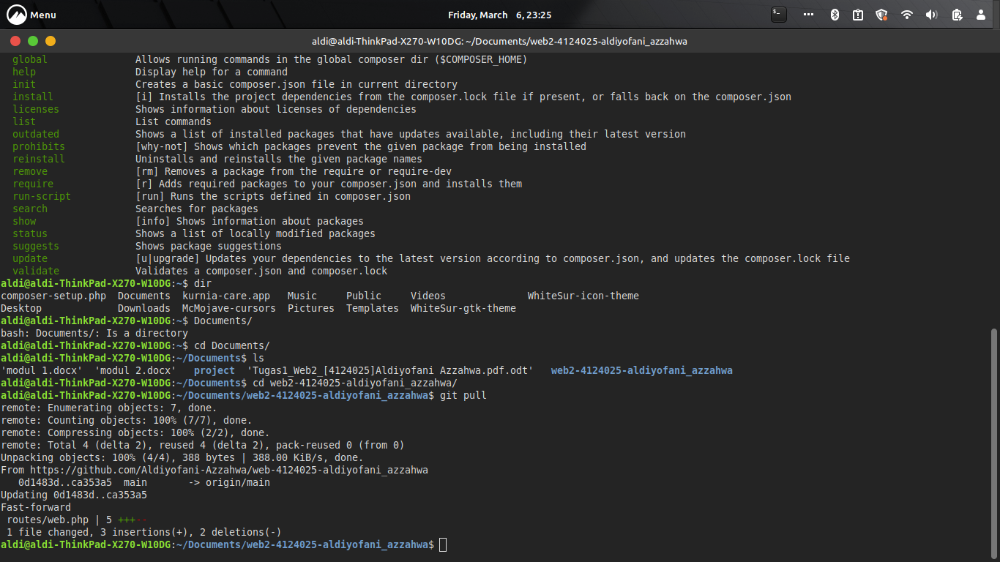 Menu
Friday, March 6, 23:25
aldi@aldi-ThinkPad-X270-W10DG: ~/Documents/web2-4124025-aldiyofani_azzahwa
global Allows running commands in the global composer dir ($COMPOSER_HOME)
help Display help for a command
init Creates a basic composer.json file in current directory
install [i] Installs the project dependencies from the composer.lock file if present, or falls back on the composer.json
licenses Shows information about licenses of dependencies
list List commands
outdated Shows a list of installed packages that have updates available, including their latest version
prohibits [why-not] Shows which packages prevent the given package from being installed
reinstall Uninstalls and reinstalls the given package names
remove [rm] Removes a package from the require or require-dev
require [r] Adds required packages to your composer.json and installs them
run-script [run] Runs the scripts defined in composer.json
search Searches for packages
show [info] Shows information about packages
status Shows a list of locally modified packages
suggests Shows package suggestions
update [u|upgrade] Updates your dependencies to the latest version according to composer.json, and updates the composer.lock file
validate Validates a composer.json and composer.lock
aldi@aldi-ThinkPad-X270-W10DG:~$ dir
composer-setup.php Documents kurnia-care.app Music Public Videos WhiteSur-icon-theme
Desktop Downloads McMojave-cursors Pictures Templates WhiteSur-gtk-theme
aldi@aldi-ThinkPad-X270-W10DG:~$ Documents/
bash: Documents/: Is a directory
aldi@aldi-ThinkPad-X270-W10DG:~$ cd Documents/
aldi@aldi-ThinkPad-X270-W10DG:~/Documents$ ls
'modul 1.docx' 'modul 2.docx' project 'Tugas1_Web2_[4124025]Aldiyofani Azzahwa.pdf.odt' web2-4124025-aldiyofani_azzahwa
aldi@aldi-ThinkPad-X270-W10DG:~/Documents$ cd web2-4124025-aldiyofani_azzahwa/
aldi@aldi-ThinkPad-X270-W10DG:~/Documents/web2-4124025-aldiyofani_azzahwa$ git pull
remote: Enumerating objects: 7, done.
remote: Counting objects: 100% (7/7), done.
remote: Compressing objects: 100% (2/2), done.
remote: Total 4 (delta 2), reused 4 (delta 2), pack-reused 0 (from 0)
Unpacking objects: 100% (4/4), 388 bytes | 388.00 KiB/s, done.
From https://github.com/Aldiyofani-Azzahwa/web-4124025-aldiyofani_azzahwa
0d1483d..ca353a5 main -> origin/main
Updating 0d1483d..ca353a5
Fast-forward
routes/web.php | 5 +++--
1 file changed, 3 insertions(+), 2 deletions(-)
aldi@aldi-ThinkPad-X270-W10DG:~/Documents/web2-4124025-aldiyofani_azzahwa$